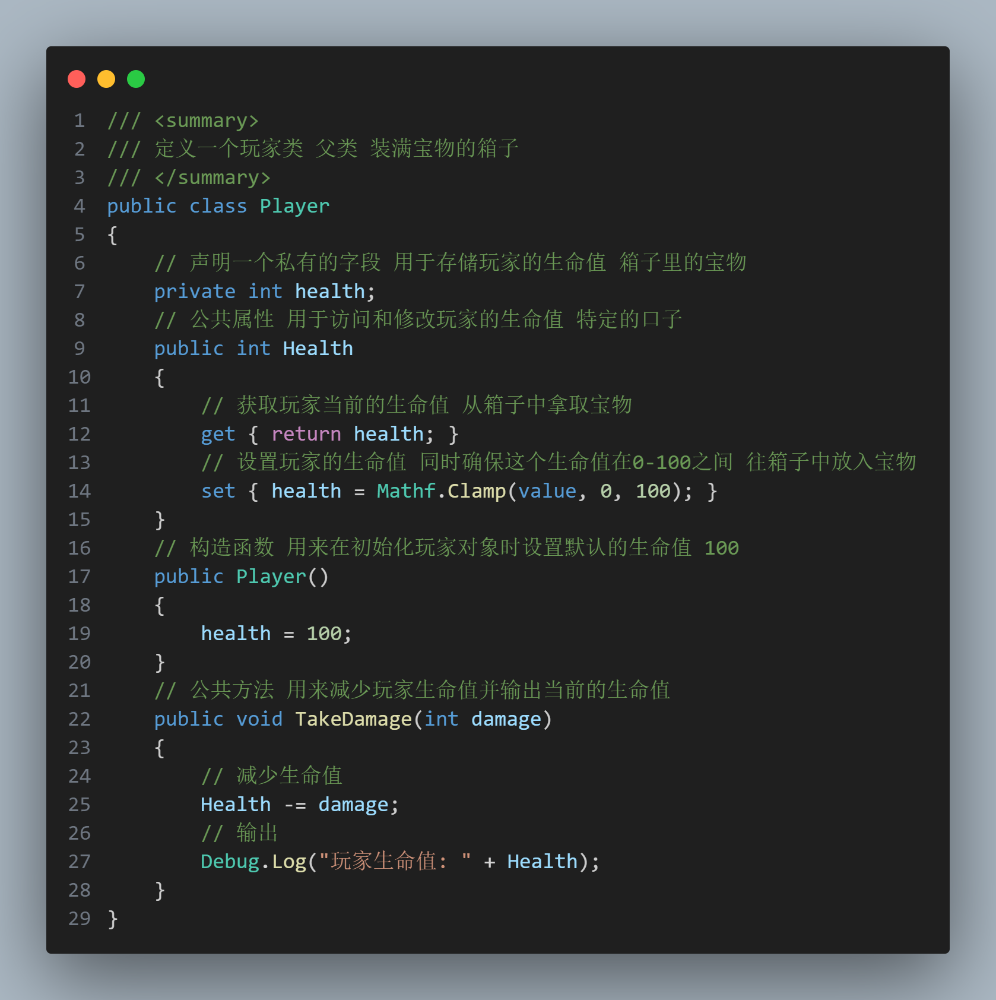 1 /// <summary>
2 /// 定义一个玩家类 父类 装满宝物的箱子
3 /// </summary>
4 public class Player
5 {
6     // 声明一个私有的字段 用于存储玩家的生命值 箱子里的宝物
7     private int health;
8     // 公共属性 用于访问和修改玩家的生命值 特定的口子
9     public int Health
10     {
11         // 获取玩家当前的生命值 从箱子中拿取宝物
12         get { return health; }
13         // 设置玩家的生命值 同时确保这个生命值在0-100之间 往箱子中放入宝物
14         set { health = Mathf.Clamp(value, 0, 100); }
15     }
16     // 构造函数 用来在初始化玩家对象时设置默认的生命值 100
17     public Player()
18     {
19         health = 100;
20     }
21     // 公共方法 用来减少玩家生命值并输出当前的生命值
22     public void TakeDamage(int damage)
23     {
24         // 减少生命值
25         Health -= damage;
26         // 输出
27         Debug.Log("玩家生命值: " + Health);
28     }
29 }